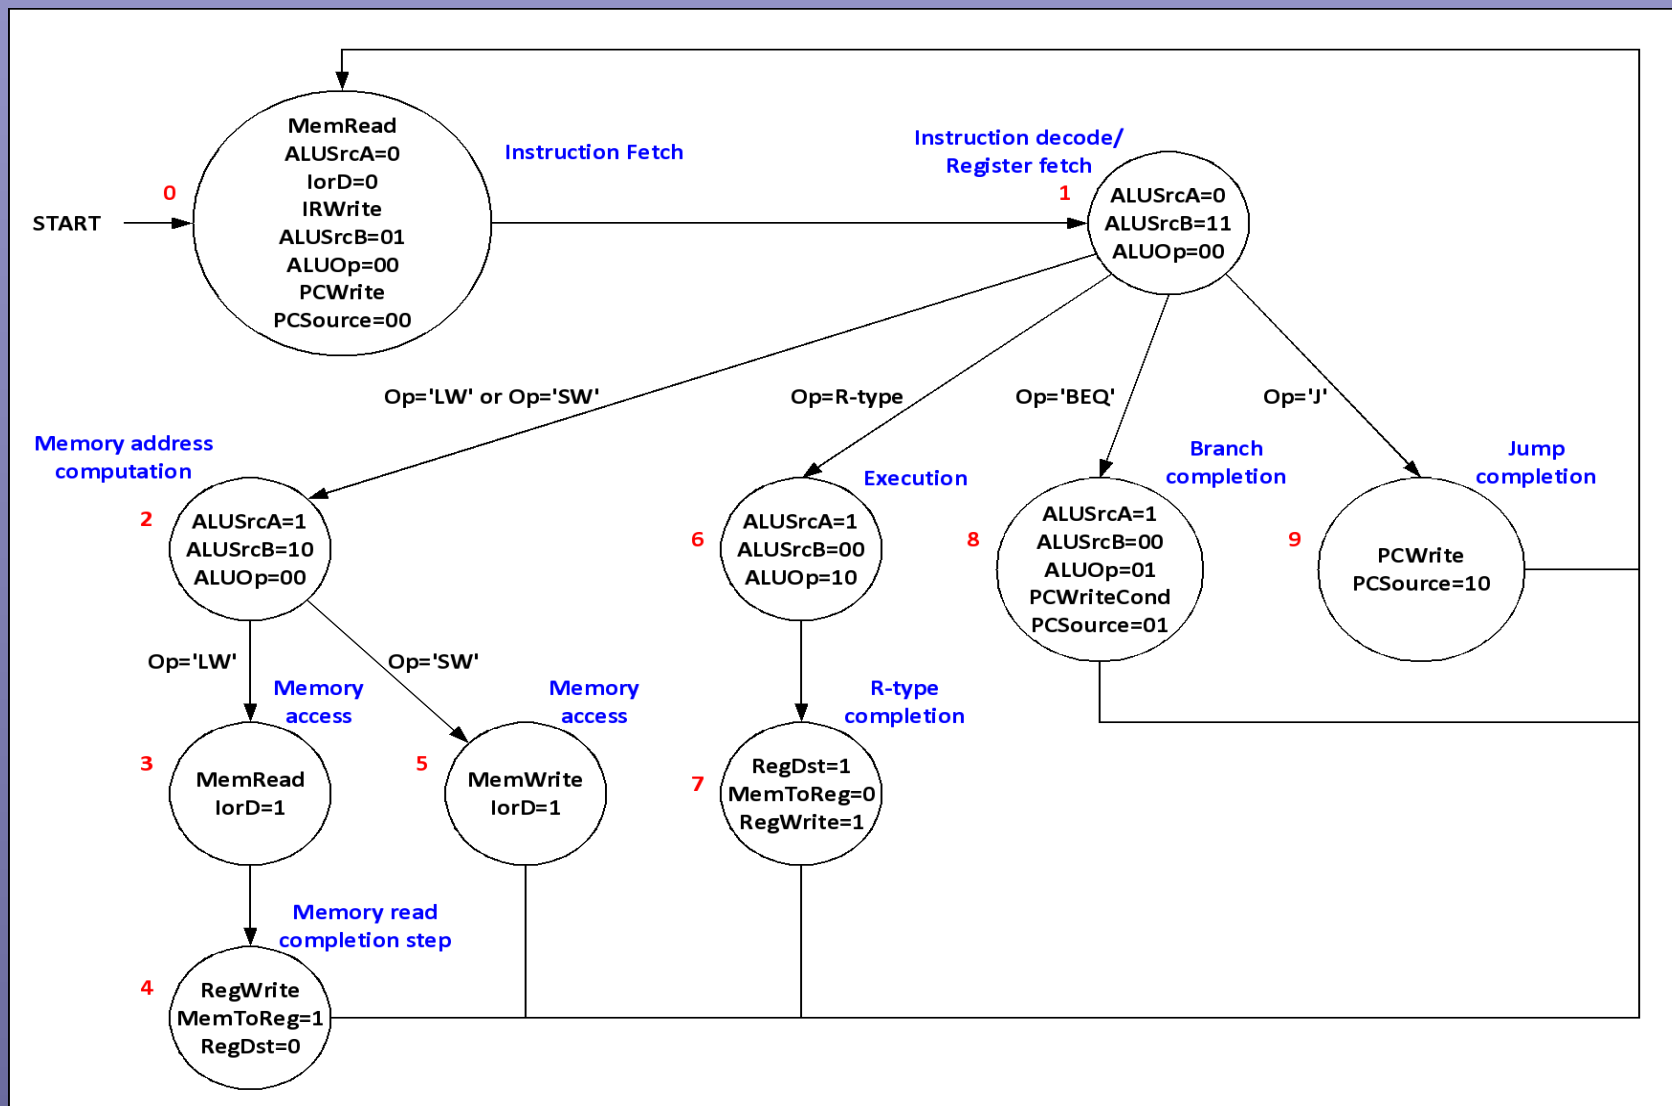 START
0
MemRead
ALUSrcA=0
IorD=0
IRWrite
ALUSrcB=01
ALUOp=00
PCWrite
PCSource=00
Instruction Fetch
Instruction decode/
Register fetch
1
ALUSrcA=0
ALUSrcB=11
ALUOp=00
Op='LW' or Op='SW'
Op=R-type
Op='BEQ'
Op='J'
Memory address
computation
2
ALUSrcA=1
ALUSrcB=10
ALUOp=00
Execution
6
ALUSrcA=1
ALUSrcB=00
ALUOp=10
Branch
completion
8
ALUSrcA=1
ALUSrcB=00
ALUOp=01
PCWriteCond
PCSource=01
Jump
completion
9
PCWrite
PCSource=10
Op='LW'
Op='SW'
Memory
access
3
MemRead
IorD=1
Memory
access
5
MemWrite
IorD=1
R-type
completion
7
RegDst=1
MemToReg=0
RegWrite=1
Memory read
completion step
4
RegWrite
MemToReg=1
RegDst=0